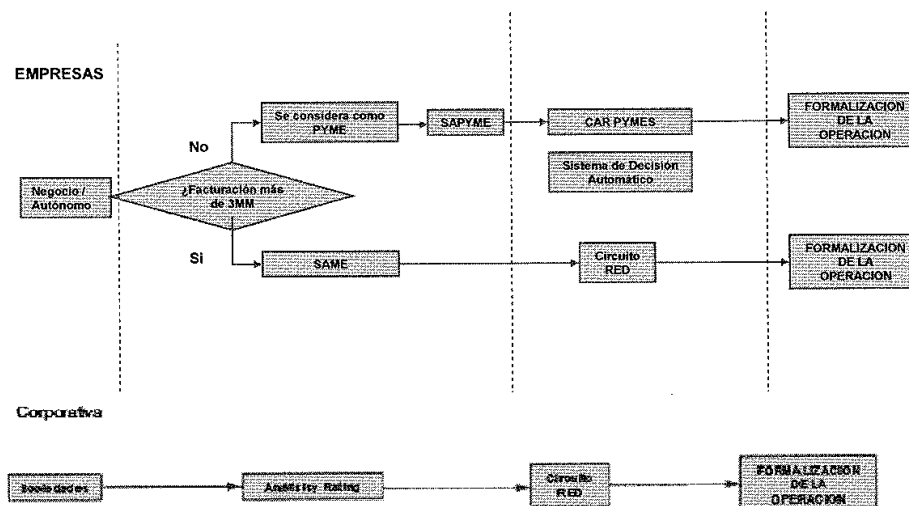 EMPRESAS
Se considera como
PYME
SAPYME
CAR PYMES
FORMALIZACION
DE LA
OPERACION
No
Sistema de Decisión
Automático
Negocio /
Autónomo
¿Facturación más
de 3MM
Si
SAME
Circuito
RED
FORMALIZACION
DE LA
OPERACION
Corporativa
Sociedades
Rating
Circuito
RED
FORMALIZACION
DE LA
OPERACION